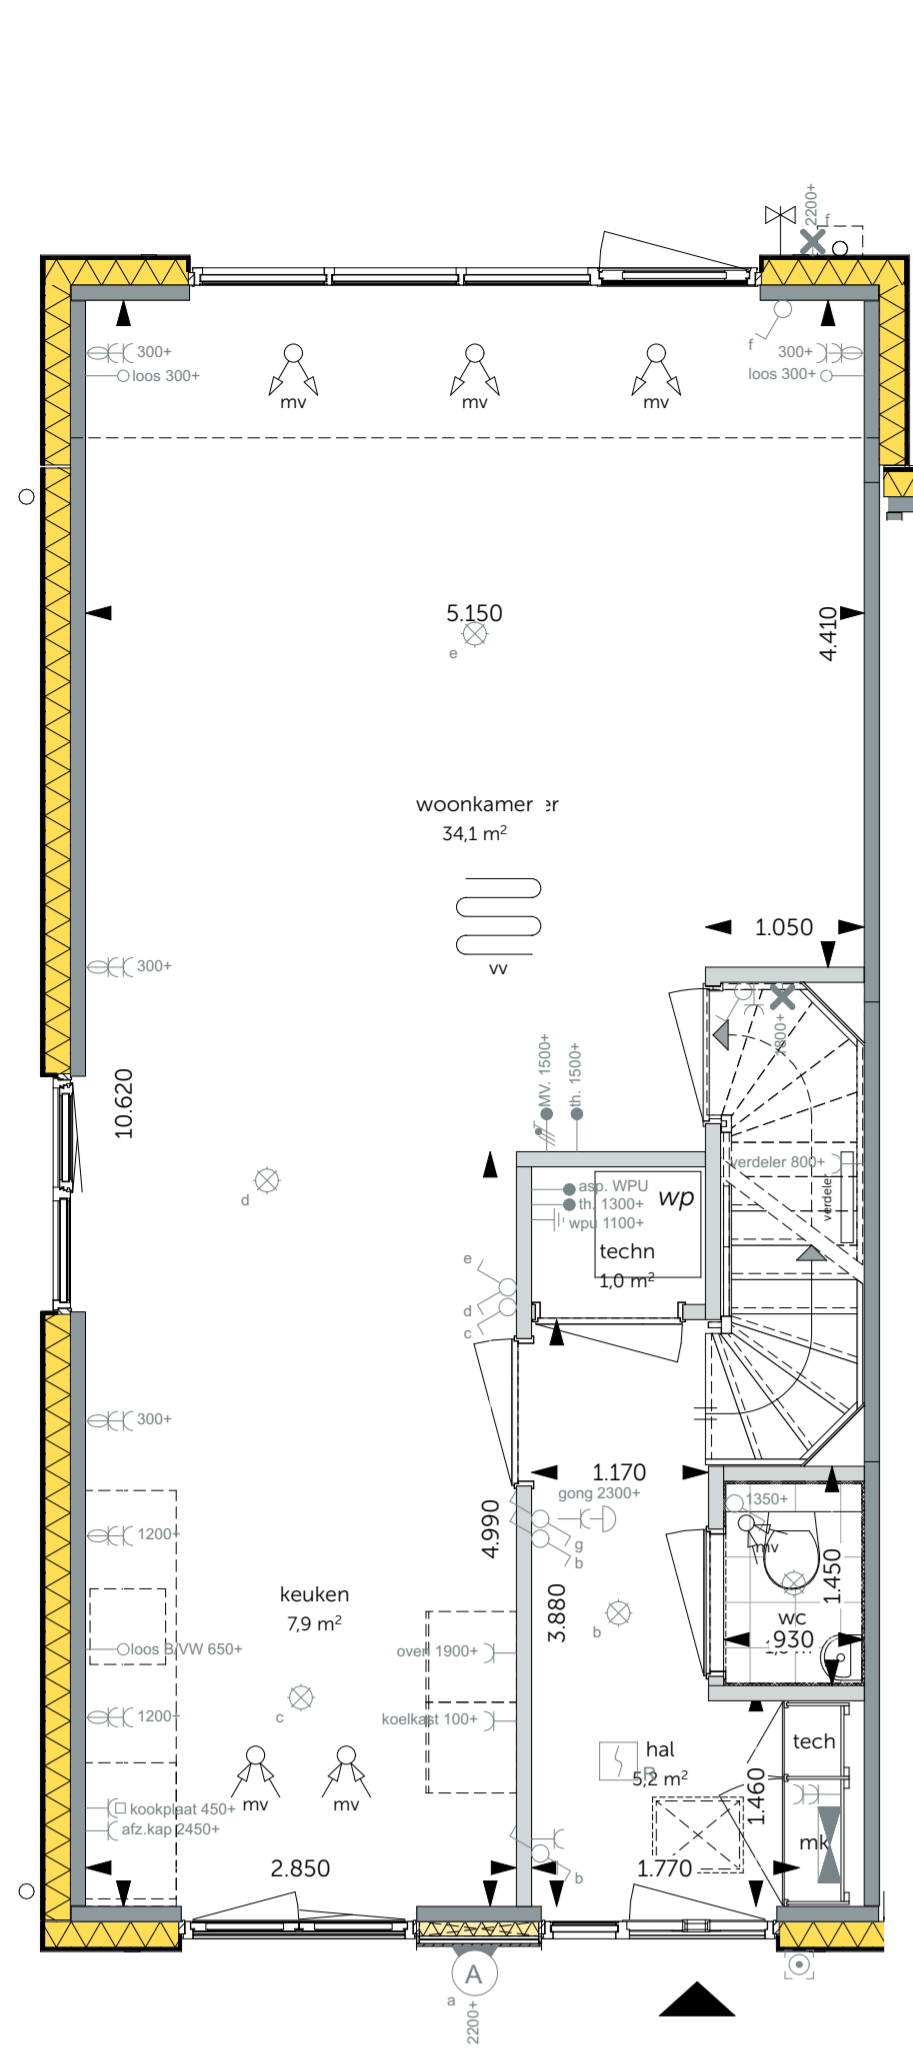 2200+
f
300+
loos 300+
f
300+
loos 300+
mv
mv
mv
5.150
4.410
e
woonkamer er
34,1 m²
vv
1.050
300+
1800+
10.620
MV. 1500+
th. 1500+
verdeler 800+
verdeler
d
asp. WPU
th. 1300+
wpu 1100+
wp
techn
1,0 m²
e
d
c
300+
1.170
gong 2300+
g
b
1350+
mv
4.990
1200+
3.880
1.450
keuken
7,9 m²
b
wc
.930
loos B/VW 650+
oven 1900+
c
1200+
koelkast 100+
hal
5,2 m²
R
tech
1.460
mv
mv
kookplaat 450+
afz.kap 2450+
mk
2.850
1.770
b
A
a
2200+